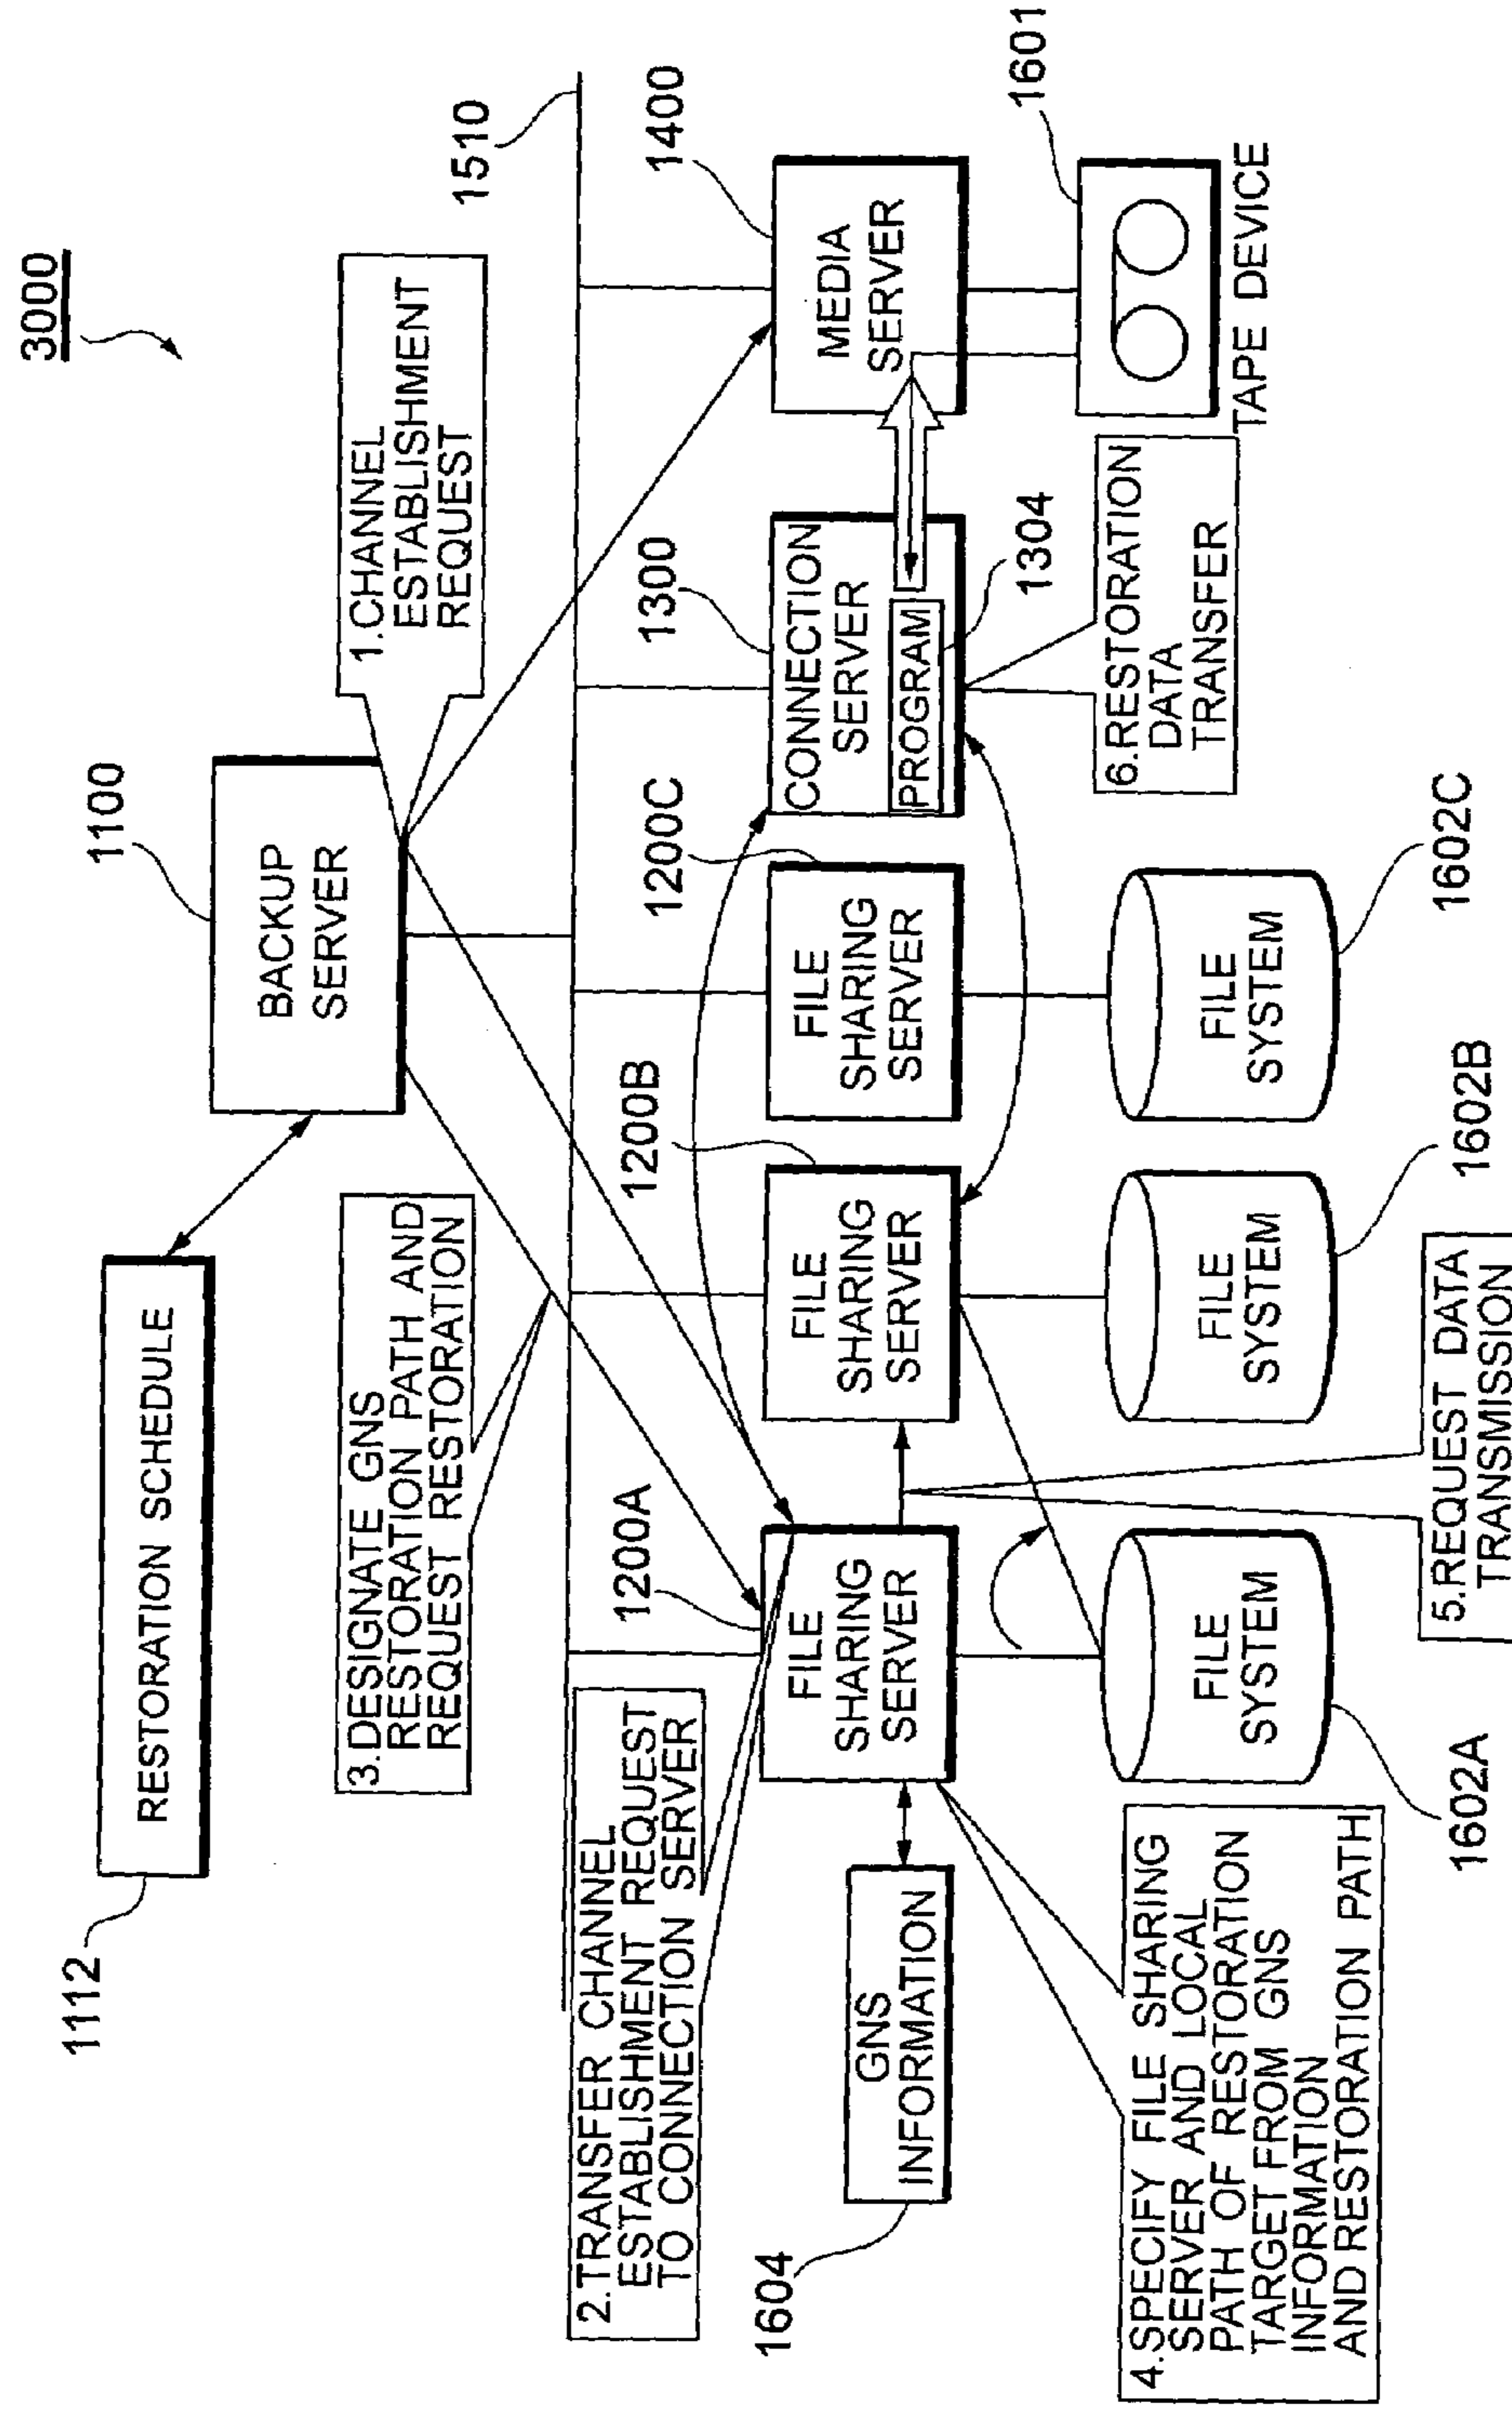 3000
1112
RESTORATION SCHEDULE
1100
BACKUP
SERVER
1.CHANNEL
ESTABLISHMENT
REQUEST
3.DESIGNATE GNS
RESTORATION PATH AND
REQUEST RESTORATION
1510
2.TRANSFER CHANNEL
ESTABLISHMENT REQUEST
TO CONNECTION SERVER
1200A
FILE
SHARING
SERVER
1200B
FILE
SHARING
SERVER
1200C
FILE
SHARING
SERVER
1300
CONNECTION
SERVER
PROGRAM
1304
1400
MEDIA
SERVER
1604
GNS
INFORMATION
4.SPECIFY FILE SHARING
SERVER AND LOCAL
PATH OF RESTORATION
TARGET FROM GNS
INFORMATION
AND RESTORATION PATH
1602A
FILE
SYSTEM
1602B
FILE
SYSTEM
1602C
FILE
SYSTEM
6.RESTORATION
DATA
TRANSFER
1601
TAPE DEVICE
5.REQUEST DATA
TRANSMISSION